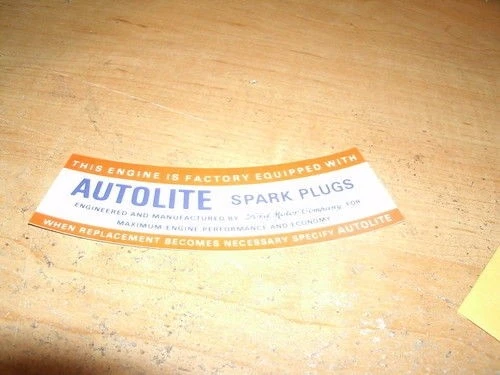 THIS ENGINE IS FACTORY EQUIPPED WITH
AUTOLITE SPARK PLUGS
ENGINEERED AND MANUFACTURED BY Ford Motor Company FOR
MAXIMUM ENGINE PERFORMANCE AND ECONOMY
WHEN REPLACEMENT BECOMES NECESSARY SPECIFY AUTOLITE